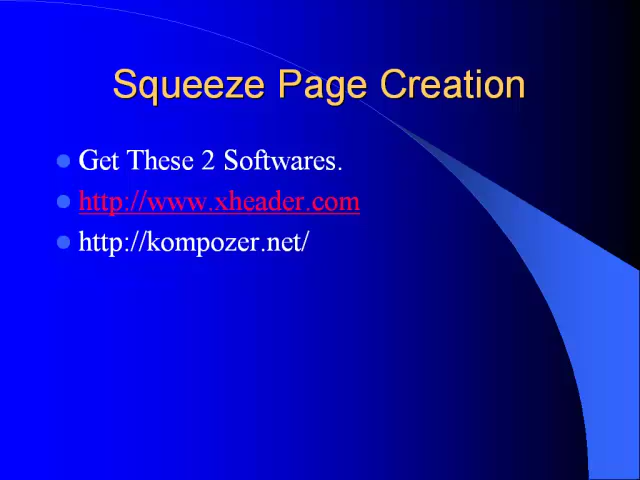 Squeeze Page Creation
Get These 2 Softwares.
http://www.xheader.com
http://kompozer.net/